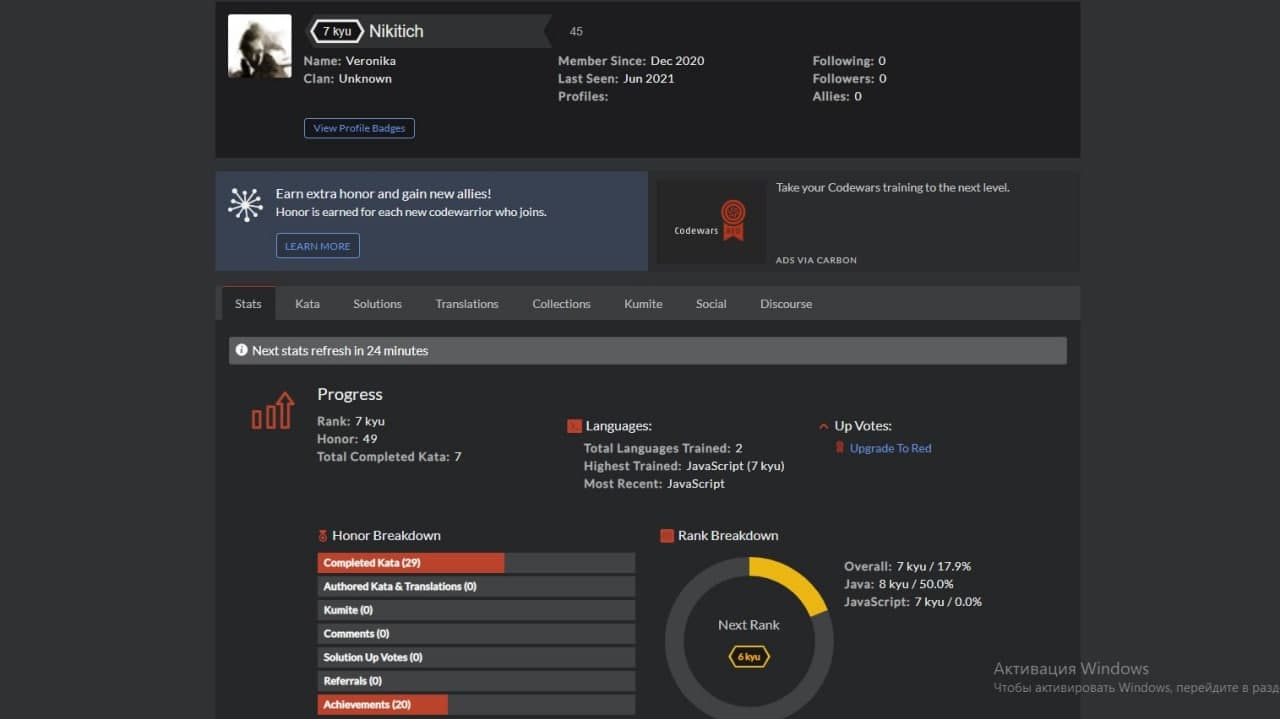 7 kyu Nikitich 45
Name: Veronika
Clan: Unknown
Member Since: Dec 2020
Last Seen: Jun 2021
Profiles:
Following: 0
Followers: 0
Allies: 0
View Profile Badges
Earn extra honor and gain new allies!
Honor is earned for each new codewarrior who joins.
LEARN MORE
Codewars RED
Take your Codewars training to the next level.
ADS VIA CARBON
Stats Kata Solutions Translations Collections Kumite Social Discourse
Next stats refresh in 24 minutes
Progress
Rank: 7 kyu
Honor: 49
Total Completed Kata: 7
Languages:
Total Languages Trained: 2
Highest Trained: JavaScript (7 kyu)
Most Recent: JavaScript
Up Votes:
Upgrade To Red
Honor Breakdown
Completed Kata (29)
Authored Kata & Translations (0)
Kumite (0)
Comments (0)
Solution Up Votes (0)
Referrals (0)
Achievements (20)
Rank Breakdown
Next Rank
6 kyu
Overall: 7 kyu / 17.9%
Java: 8 kyu / 50.0%
JavaScript: 7 kyu / 0.0%
Активация Windows
Чтобы активировать Windows, перейдите в разд